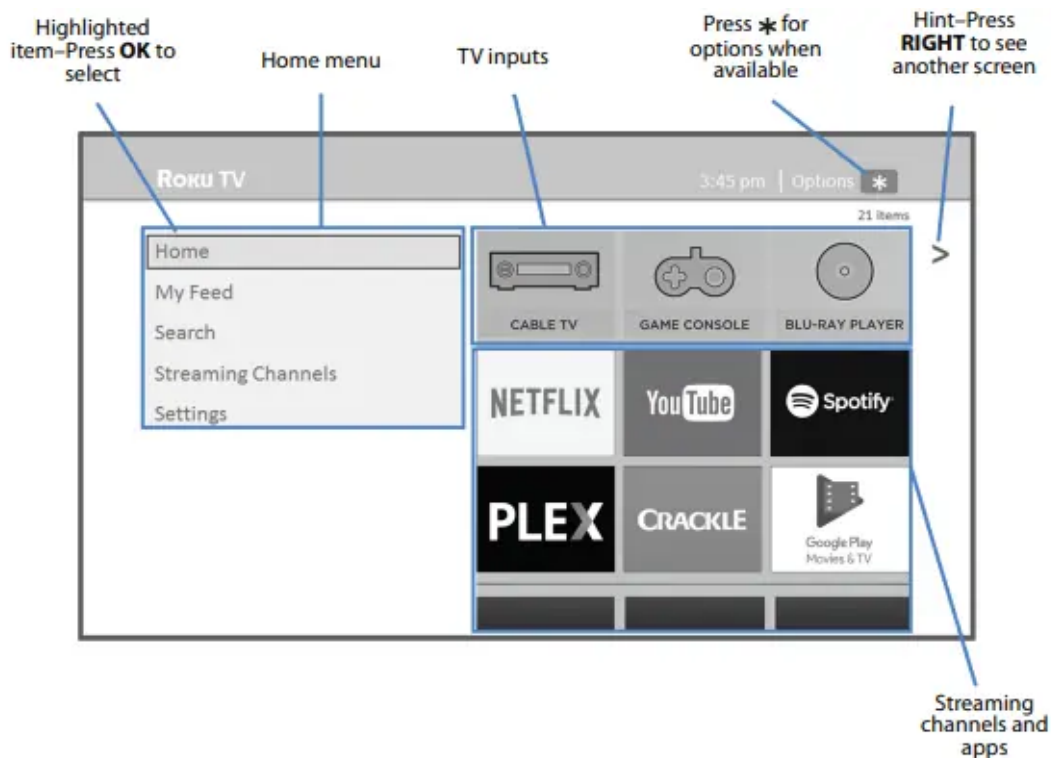 Highlighted
item–Press OK to
select
Home menu
TV inputs
Press * for
options when
available
Hint–Press
RIGHT to see
another screen
ROKU TV
3:45 pm | Options *
21 items
Home
My Feed
Search
Streaming Channels
Settings
>
CABLE TV
GAME CONSOLE
BLU-RAY PLAYER
NETFLIX
YouTube
Spotify
PLEX
CRACKLE
Google Play
Movies & TV
Streaming
channels and
apps